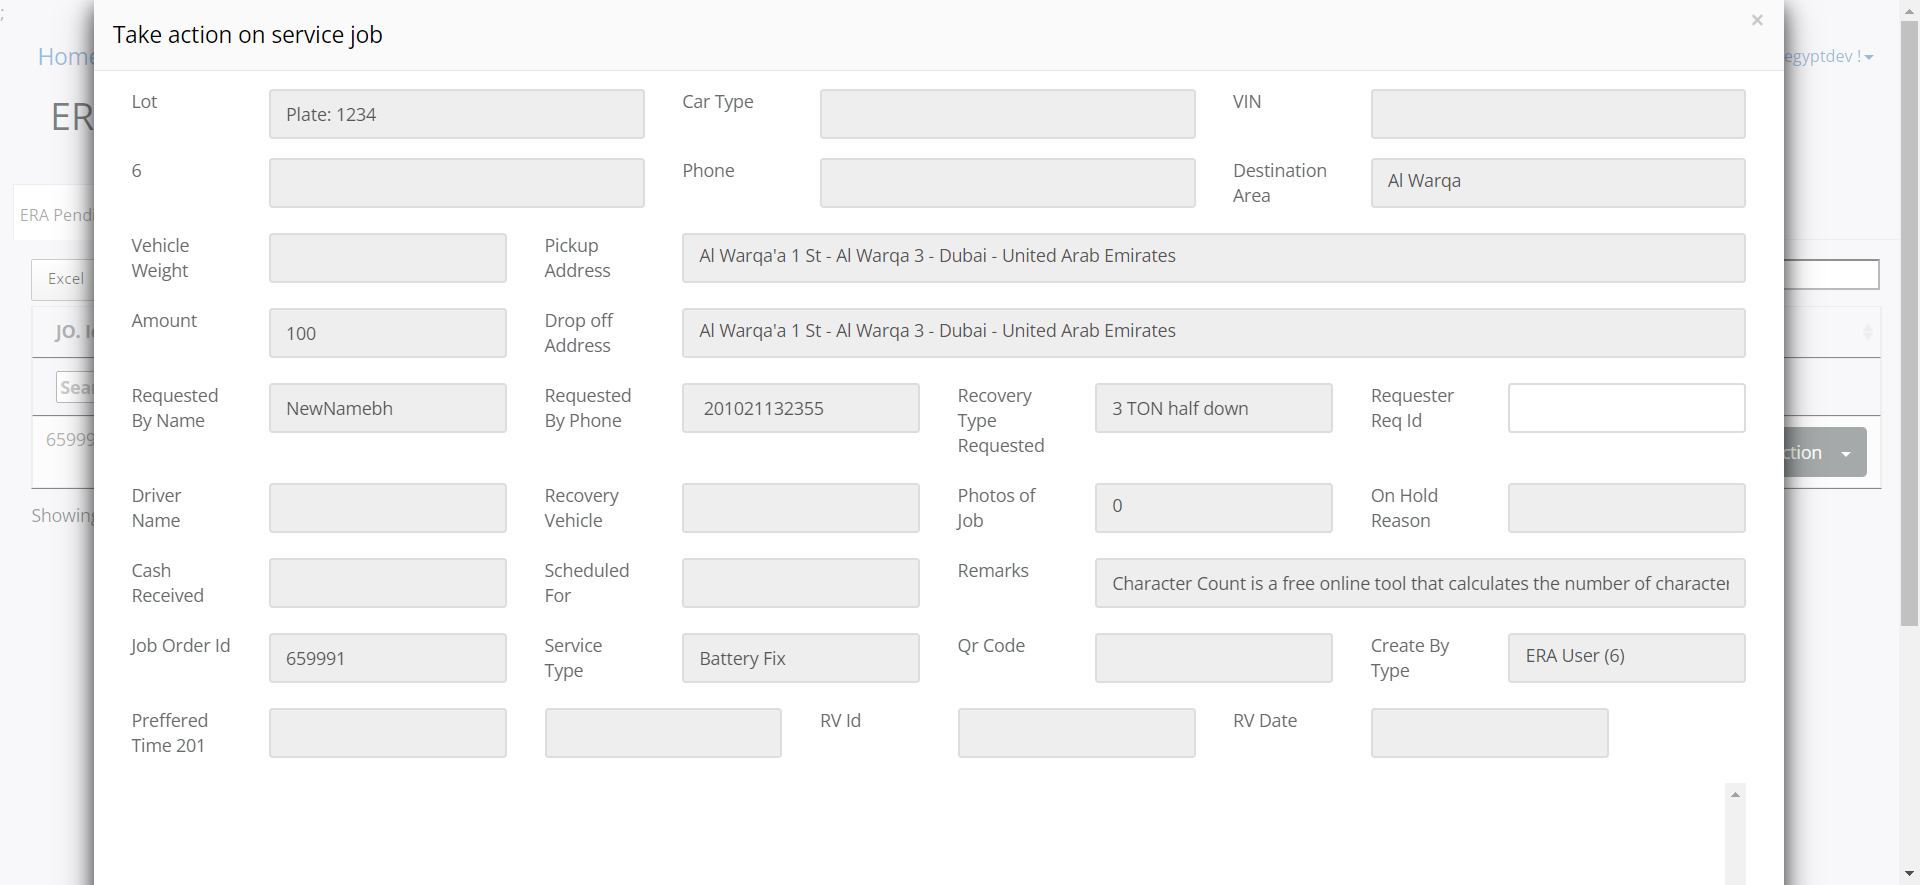 ;
Take action on service job
×
Home
egyptdev !
ER
Lot
Plate: 1234
Car Type
VIN
6
Phone
Destination
Area
Al Warqa
ERA Pendi
Vehicle
Weight
Pickup
Address
Al Warqa'a 1 St - Al Warqa 3 - Dubai - United Arab Emirates
Excel
Amount
100
Drop off
Address
Al Warqa'a 1 St - Al Warqa 3 - Dubai - United Arab Emirates
JO. I
Sear
Requested
By Name
NewNamebh
Requested
By Phone
201021132355
Recovery
Type
Requested
3 TON half down
Requester
Req Id
65999
ction
Driver
Name
Recovery
Vehicle
Photos of
Job
0
On Hold
Reason
Showing
Cash
Received
Scheduled
For
Remarks
Character Count is a free online tool that calculates the number of character
Job Order Id
659991
Service
Type
Battery Fix
Qr Code
Create By
Type
ERA User (6)
Preffered
Time 201
RV Id
RV Date